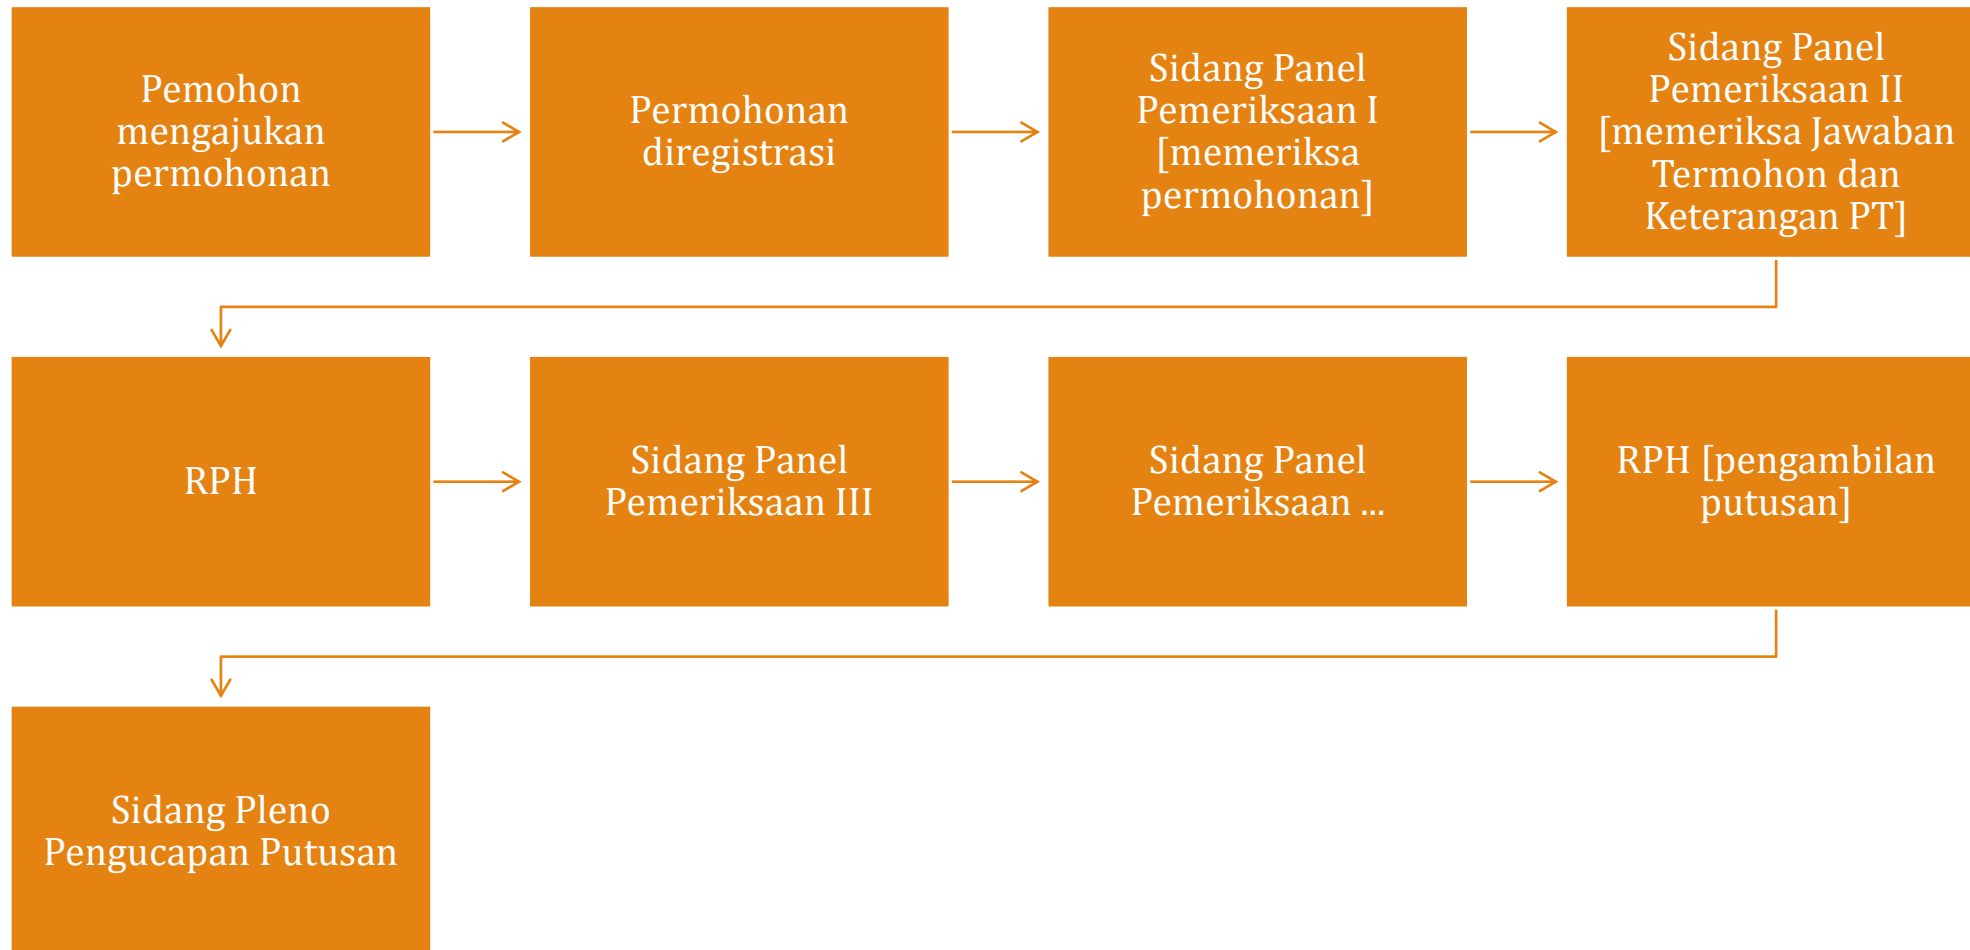 Pemohon
mengajukan
permohonan
Permohonan
diregistrasi
Sidang Panel
Pemeriksaan I
[memeriksa
permohonan]
Sidang Panel
Pemeriksaan II
[memeriksa Jawaban
Termohon dan
Keterangan PT]
RPH
Sidang Panel
Pemeriksaan III
Sidang Panel
Pemeriksaan ...
RPH [pengambilan
putusan]
Sidang Pleno
Pengucapan Putusan